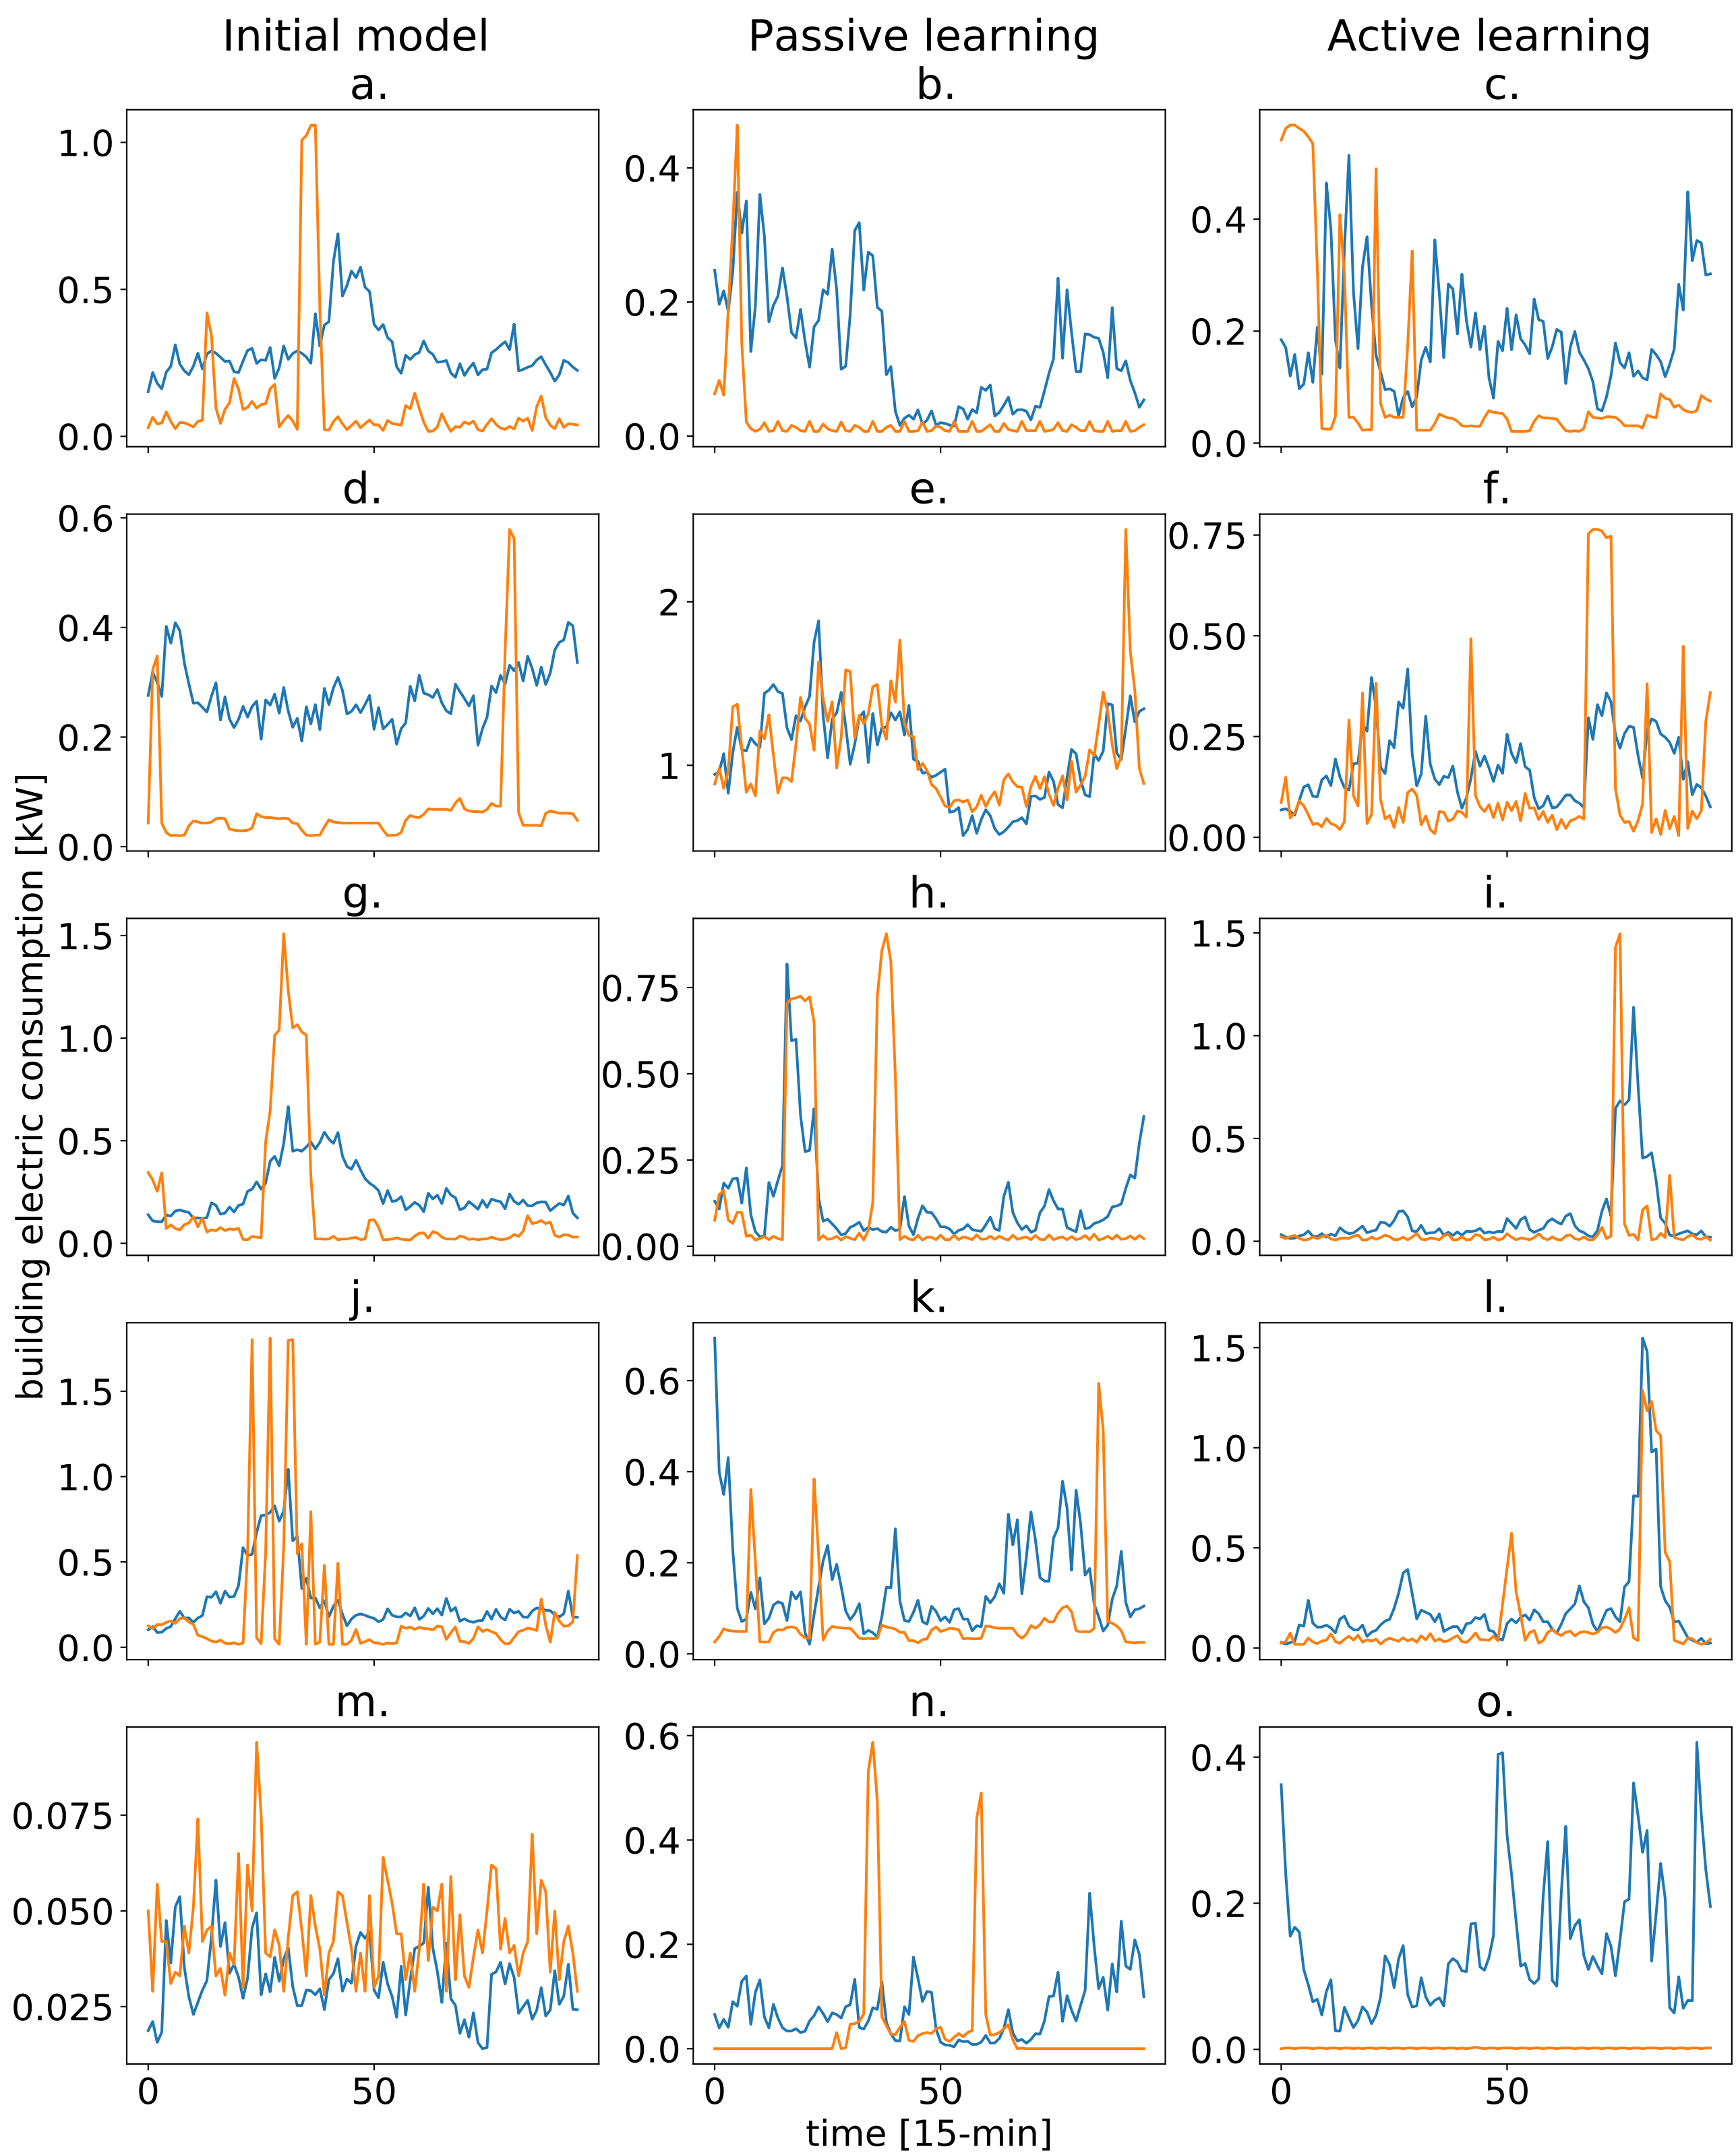 Initial model Passive learning Active learning
a. b. c.
1.0 0.5 0.0
0.4 0.2 0.0
0.4 0.2 0.0
d. e. f.
0.6 0.4 0.2 0.0
2 1
0.75 0.50 0.25 0.00
building electric consumption [kW]
g. h. i.
1.5 1.0 0.5 0.0
0.75 0.50 0.25 0.00
1.5 1.0 0.5 0.0
j. k. l.
1.5 1.0 0.5 0.0
0.6 0.4 0.2 0.0
1.5 1.0 0.5 0.0
m. n. o.
0.075 0.050 0.025
0.6 0.4 0.2 0.0
0.4 0.2 0.0
0 50 0 50 0 50
time [15-min]